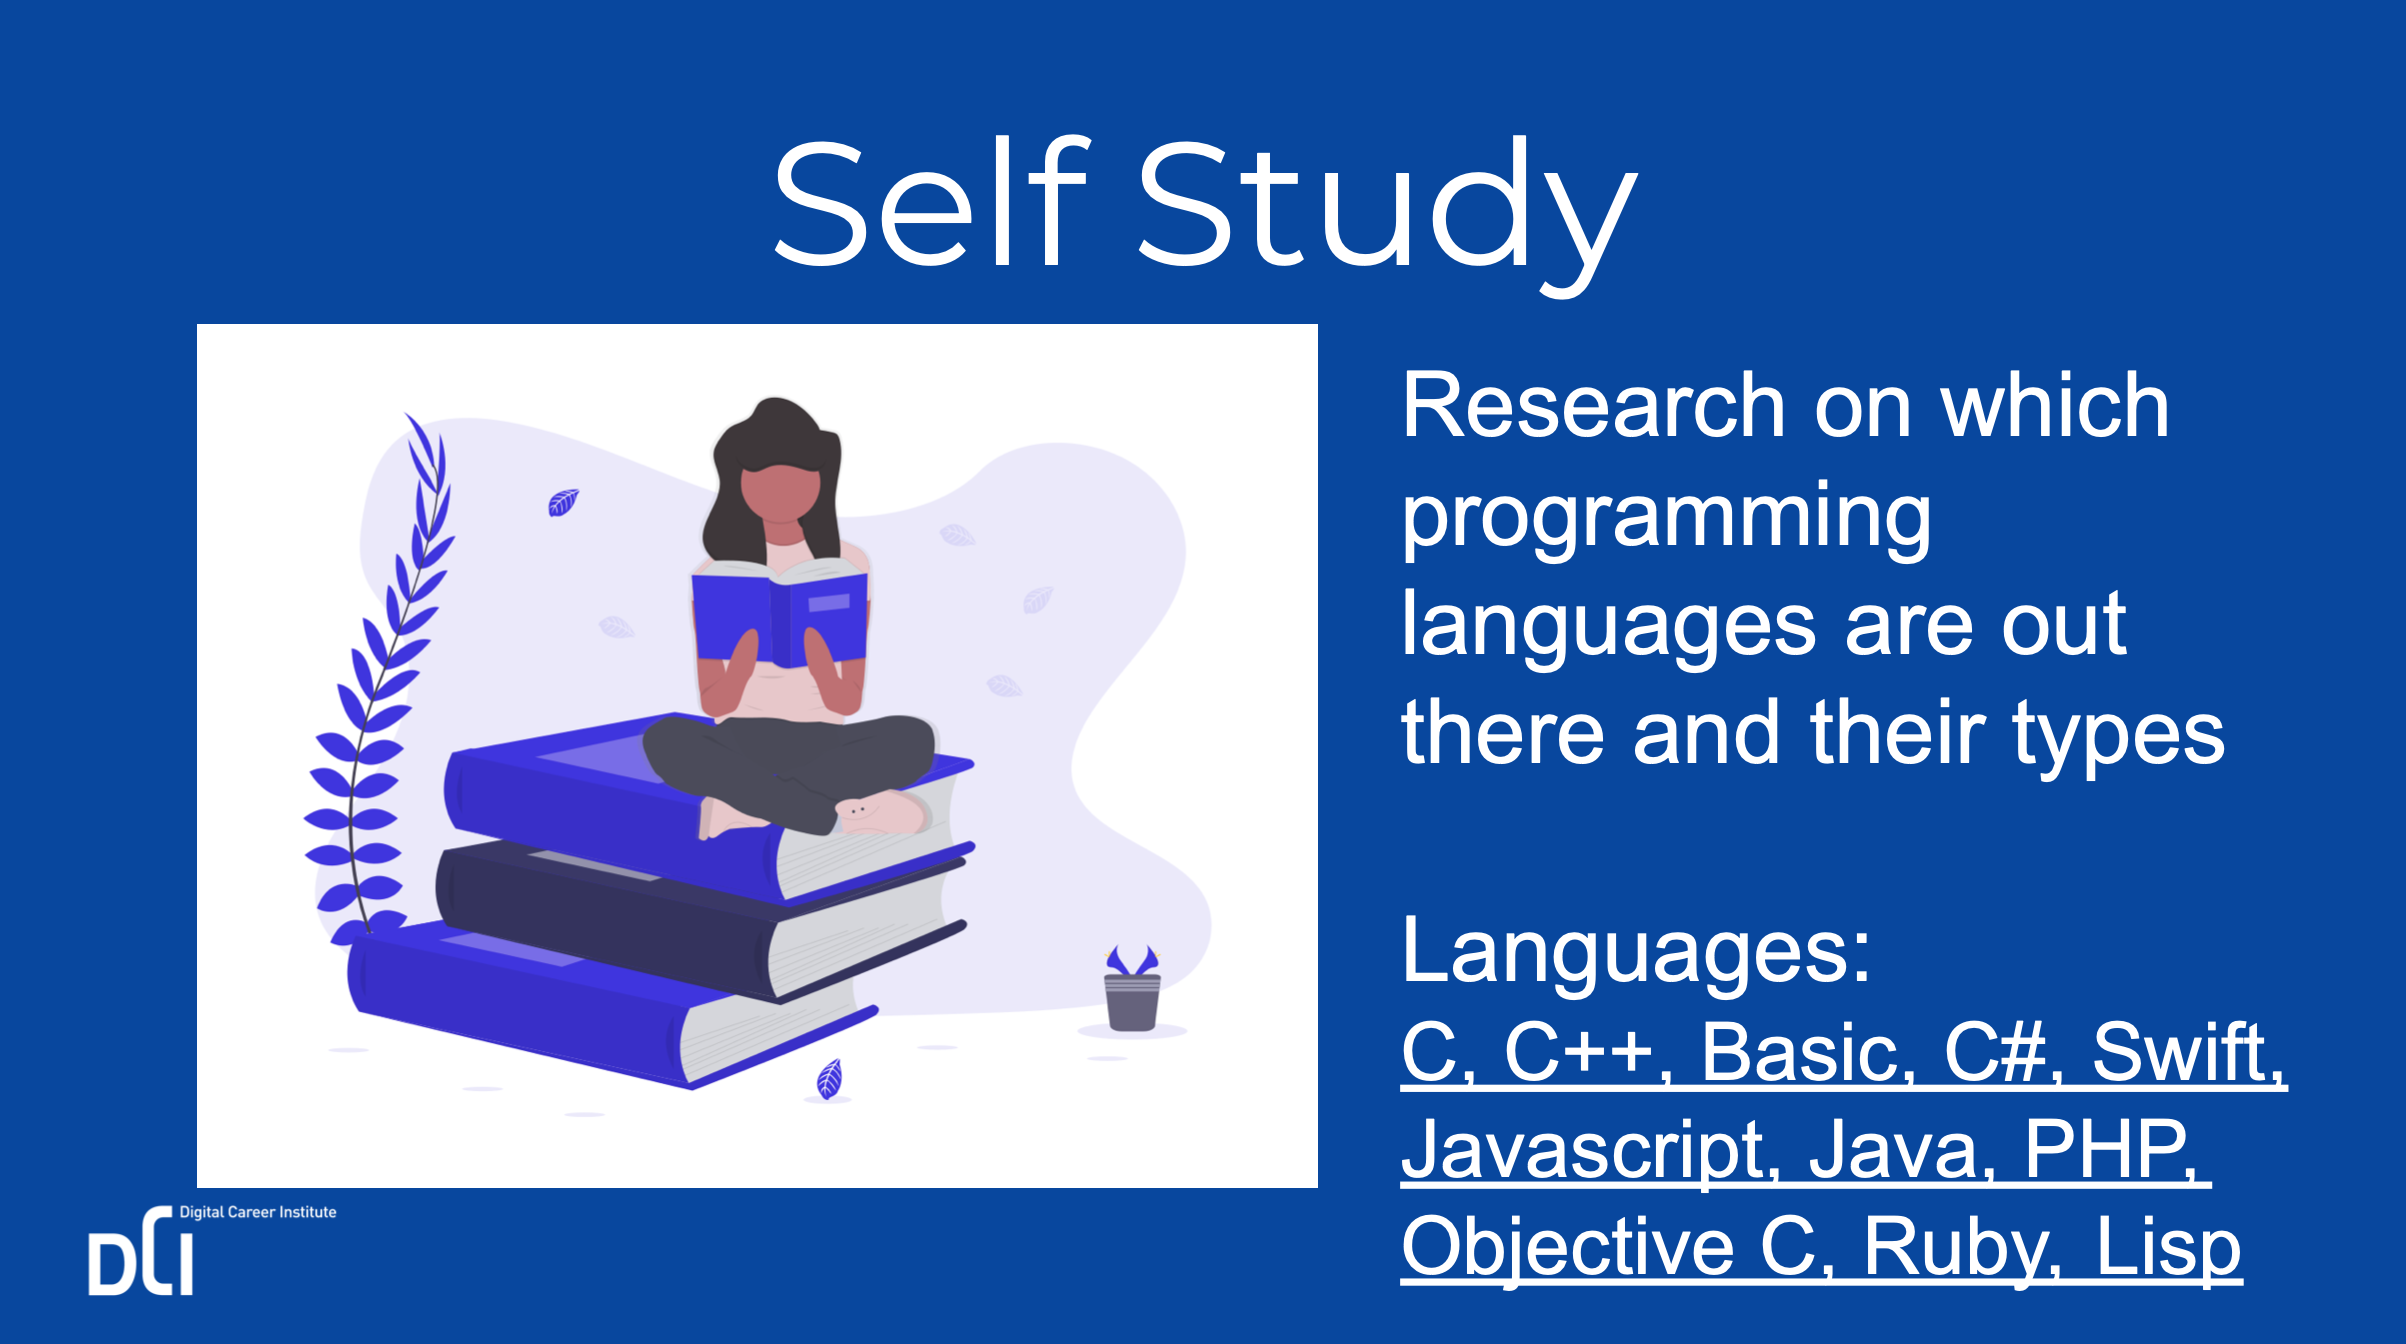 Self Study
Research on which
programming
languages are out
there and their types
Languages:
C, C++, Basic, C#, Swift,
Javascript, Java, PHP,
Objective C, Ruby, Lisp
Digital Career Institute
DCI